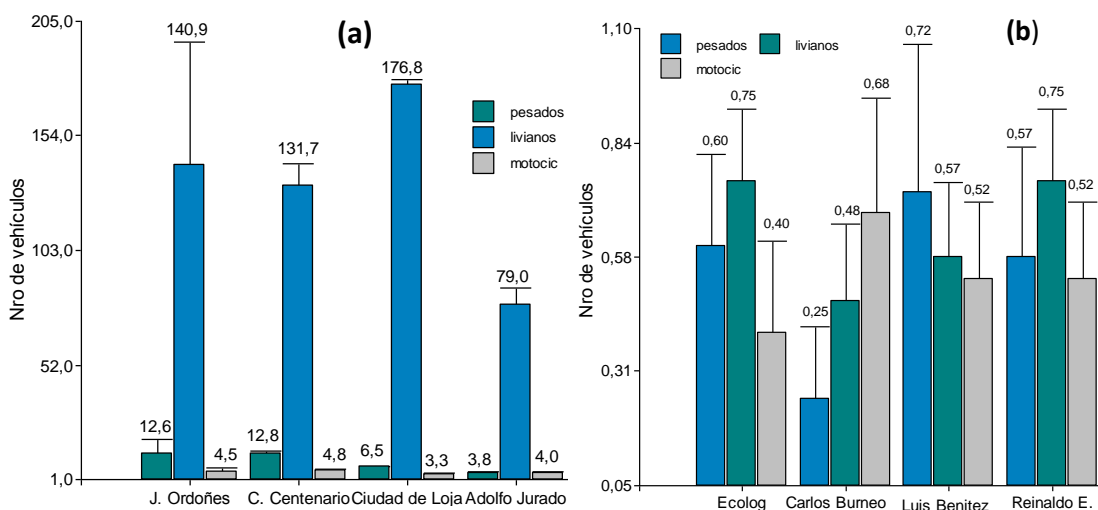 (a)
Nro de vehículos
205,0
154,0
103,0
52,0
1,0
pesados
livianos
motocic
12,6
140,9
4,5
12,8
131,7
4,8
6,5
176,8
3,3
3,8
79,0
4,0
J. Ordoñes
C. Centenario
Ciudad de Loja
Adolfo Jurado
(b)
Nro de vehículos
1,10
0,84
0,58
0,31
0,05
pesados
livianos
motocic
0,60
0,75
0,40
0,25
0,48
0,68
0,72
0,57
0,52
0,57
0,75
0,52
Ecolog
Carlos Burneo
Luis Benitez
Reinaldo E.